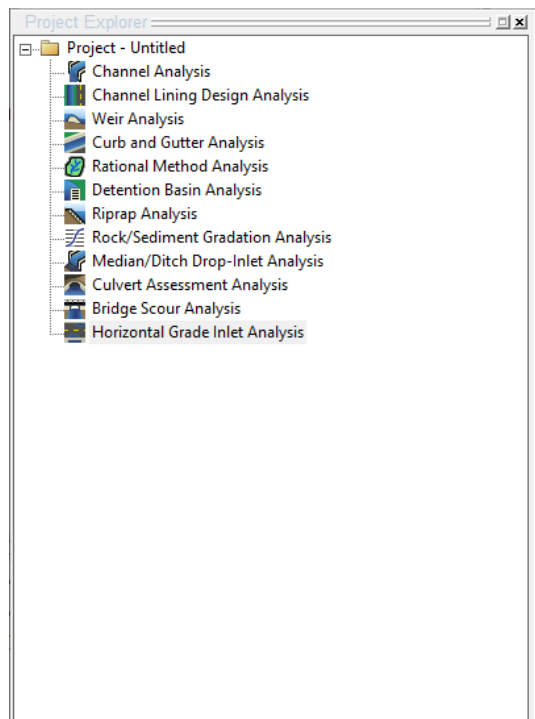 Project Explorer
Project - Untitled
Channel Analysis
Channel Lining Design Analysis
Weir Analysis
Curb and Gutter Analysis
Rational Method Analysis
Detention Basin Analysis
Riprap Analysis
Rock/Sediment Gradation Analysis
Median/Ditch Drop-Inlet Analysis
Culvert Assessment Analysis
Bridge Scour Analysis
Horizontal Grade Inlet Analysis